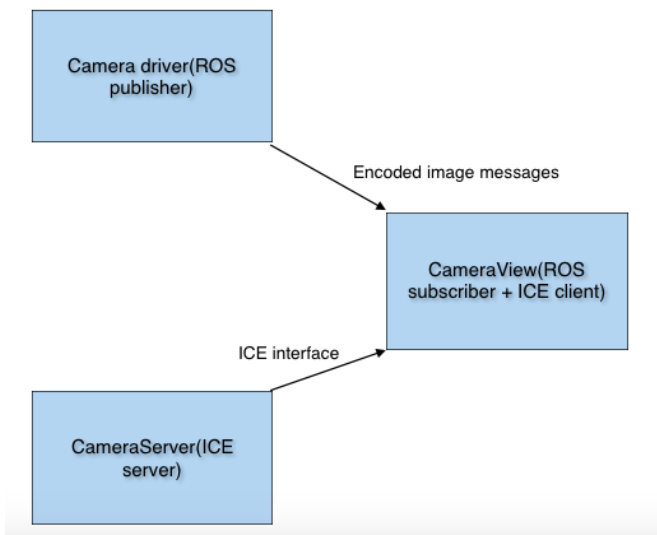 Camera driver(ROS
publisher)
Encoded image messages
CameraView(ROS
subscriber + ICE client)
ICE interface
CameraServer(ICE
server)